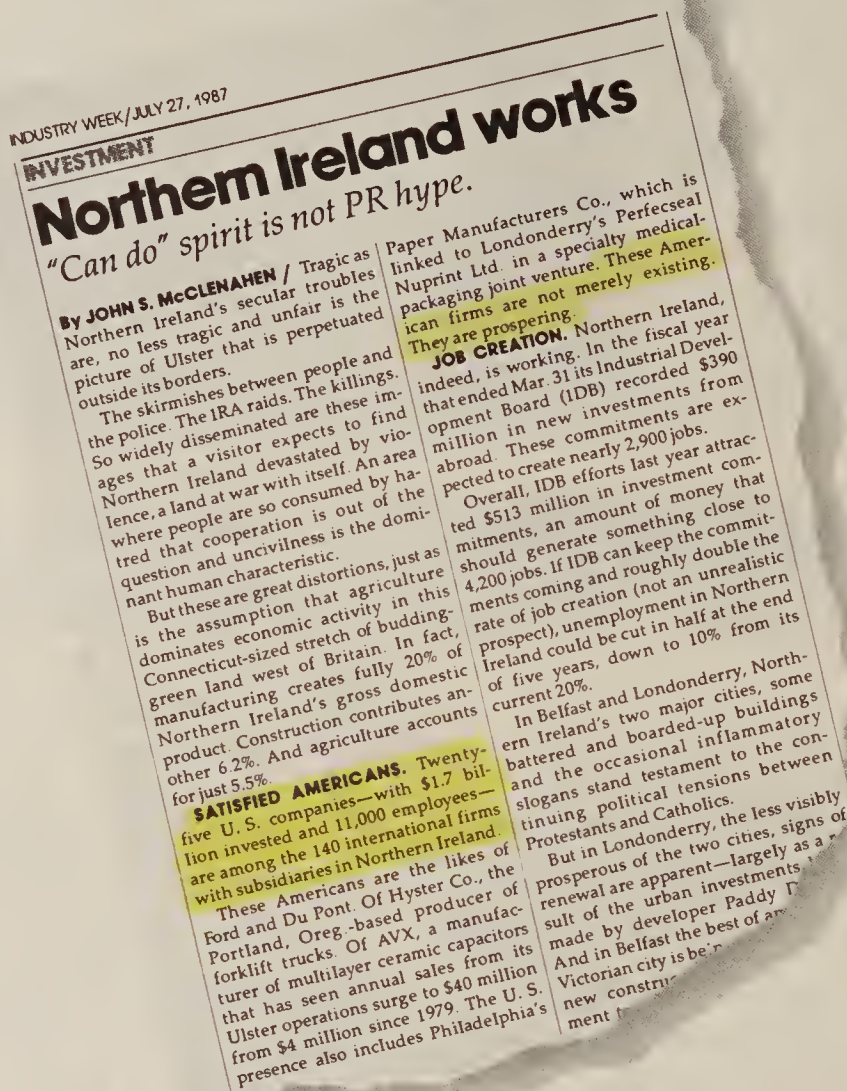 INDUSTRY WEEK/JULY 27, 1987
INVESTMENT
Northern Ireland works
"Can do" spirit is not PR hype.
By JOHN S. McCLENAHEN / Tragic as
Northern Ireland's secular troubles
are, no less tragic and unfair is the
picture of Ulster that is perpetuated
outside its borders.
The skirmishes between people and
the police. The IRA raids. The killings.
So widely disseminated are these im-
ages that a visitor expects to find
Northern Ireland devastated by vio-
lence, a land at war with itself. An area
where people are so consumed by ha-
tred that cooperation is out of the
question and uncivilness is the domi-
nant human characteristic.
But these are great distortions, just as
is the assumption that agriculture
dominates economic activity in this
Connecticut-sized stretch of budding-
green land west of Britain. In fact,
manufacturing creates fully 20% of
Northern Ireland's gross domestic
product. Construction contributes an-
other 6.2%. And agriculture accounts
for just 5.5%.
SATISFIED AMERICANS. Twenty-
five U. S. companies—with $1.7 bil-
lion invested and 11,000 employees—
are among the 140 international firms
with subsidiaries in Northern Ireland.
These Americans are the likes of
Ford and Du Pont. Of Hyster Co., the
Portland, Oreg.-based producer of
forklift trucks. Of AVX, a manufac-
turer of multilayer ceramic capacitors
that has seen annual sales from its
Ulster operations surge to $40 million
from $4 million since 1979. The U. S.
presence also includes Philadelphia's
Paper Manufacturers Co., which is
linked to Londonderry's Perfecseal
Nuprint Ltd. in a specialty medical-
packaging joint venture. These Amer-
ican firms are not merely existing.
They are prospering.
JOB CREATION. Northern Ireland,
indeed, is working. In the fiscal year
that ended Mar. 31 its Industrial Devel-
opment Board (IDB) recorded $390
million in new investments from
abroad. These commitments are ex-
pected to create nearly 2,900 jobs.
Overall, IDB efforts last year attrac-
ted $513 million in investment com-
mitments, an amount of money that
should generate something close to
4,200 jobs. If IDB can keep the commit-
ments coming and roughly double the
rate of job creation (not an unrealistic
prospect), unemployment in Northern
Ireland could be cut in half at the end
of five years, down to 10% from its
current 20%.
In Belfast and Londonderry, North-
ern Ireland's two major cities, some
battered and boarded-up buildings
and the occasional inflammatory
slogans stand testament to the con-
tinuing political tensions between
Protestants and Catholics.
But in Londonderry, the less visibly
prosperous of the two cities, signs of
renewal are apparent—largely as a
sult of the urban investments
made by developer Paddy
And in Belfast the best of
Victorian city is
new
ment